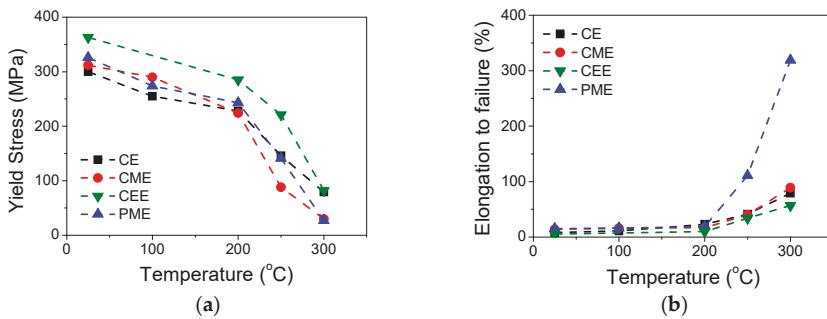 400
300
200
100
0
Yield Stress (MPa)
CE
CME
CEE
PME
0 100 200 300
Temperature (°C)
(a)
400
300
200
100
0
Elongation to failure (%)
CE
CME
CEE
PME
0 100 200 300
Temperature (°C)
(b)